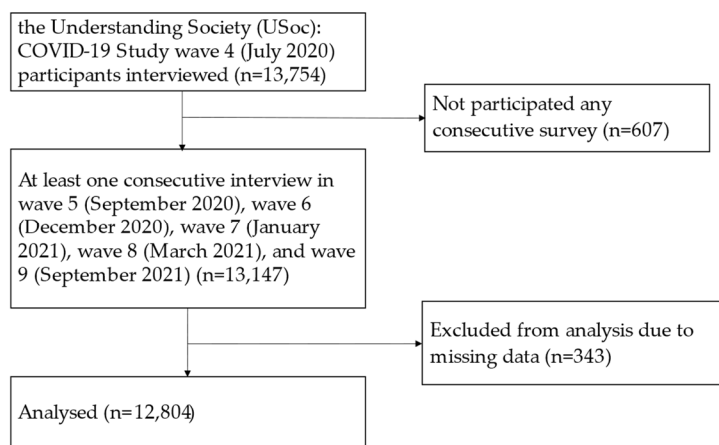 the Understanding Society (USoc):
COVID-19 Study wave 4 (July 2020)
participants interviewed (n=13,754)
Not participated any
consecutive survey (n=607)
At least one consecutive interview in
wave 5 (September 2020), wave 6
(December 2020), wave 7 (January
2021), wave 8 (March 2021), and wave
9 (September 2021) (n=13,147)
Excluded from analysis due to
missing data (n=343)
Analysed (n=12,804)